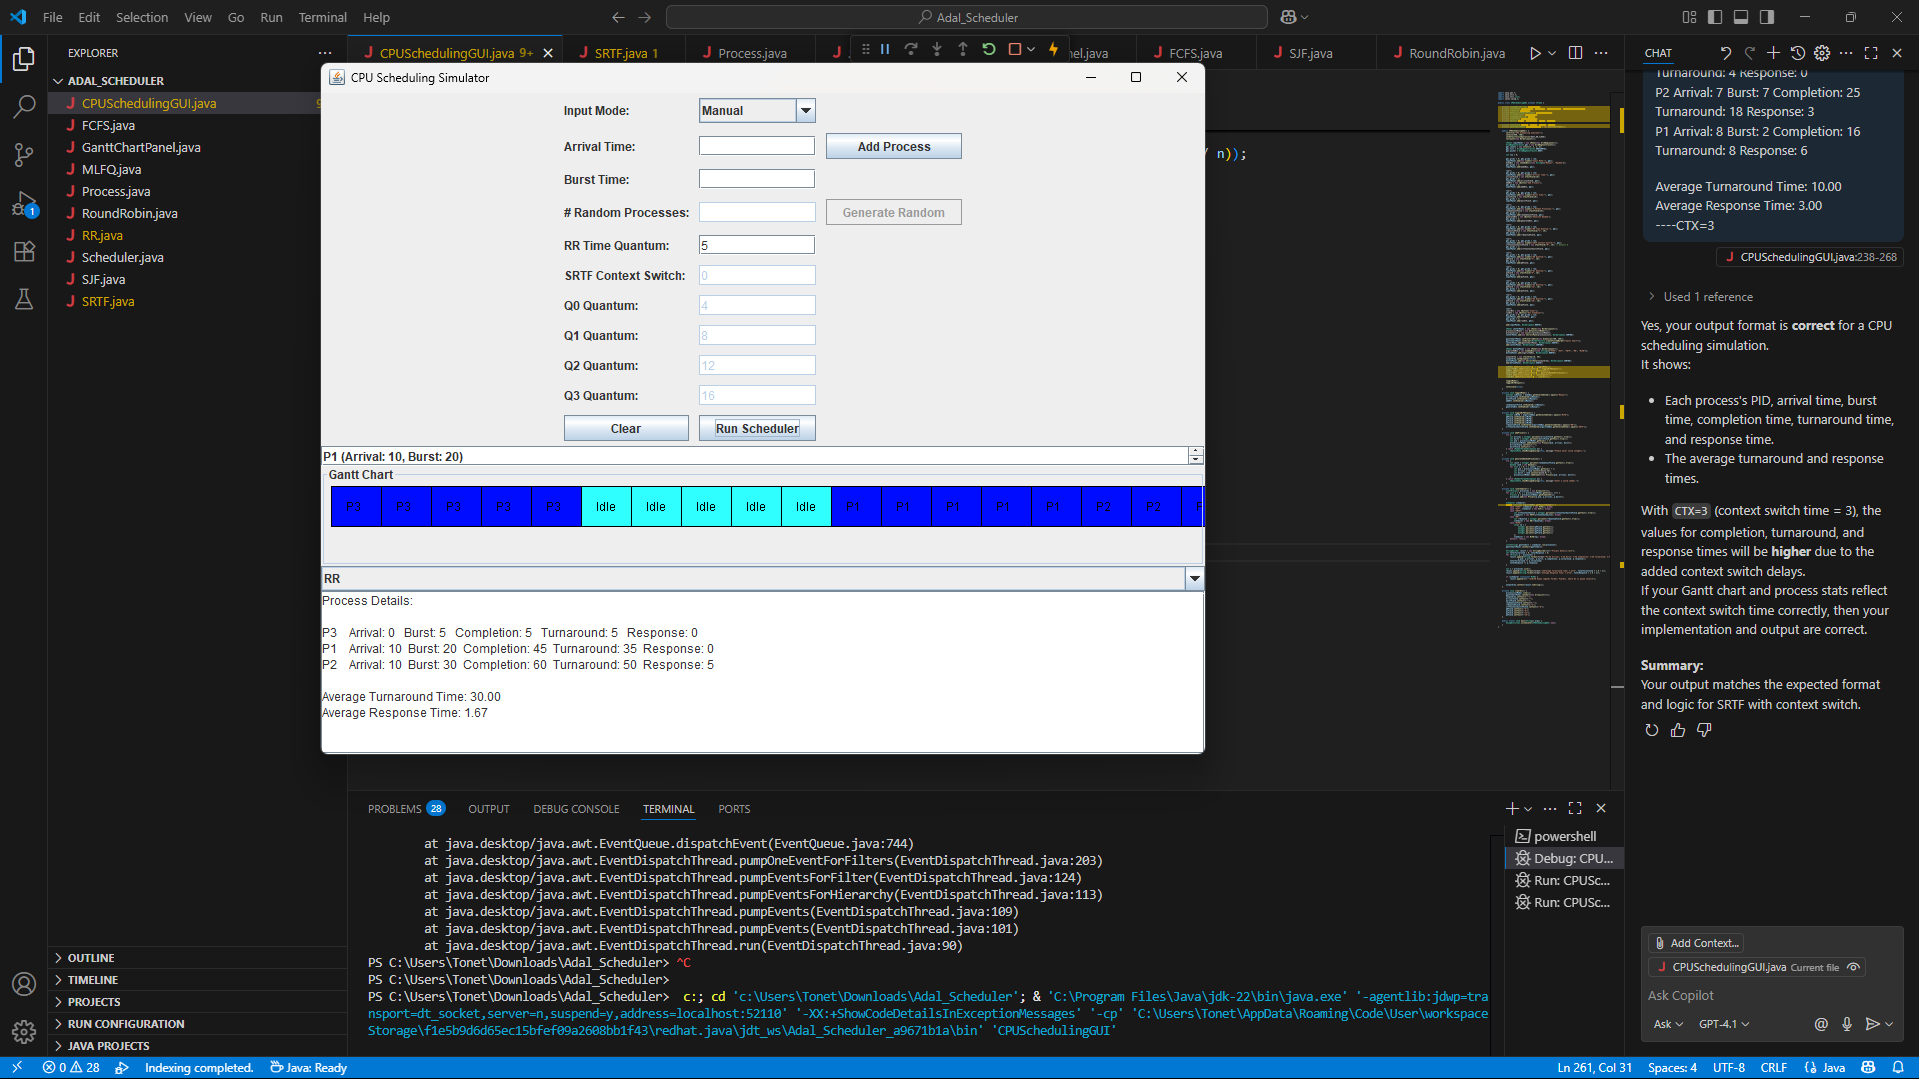 File Edit Selection View Go Run Terminal Help
Adal_Scheduler
EXPLORER
ADAL_SCHEDULER
CPUSchedulingGUI.java 9
FCFS.java
GanttChartPanel.java
MLFQ.java
Process.java
RoundRobin.java
RR.java
Scheduler.java
SJF.java
SRTF.java
1
OUTLINE
TIMELINE
PROJECTS
RUN CONFIGURATION
JAVA PROJECTS
CPUSchedulingGUI.java 9+
SRTF.java 1
Process.java
nel.java
FCFS.java
SJF.java
RoundRobin.java
/ n));
CPU Scheduling Simulator
Input Mode: Manual
Arrival Time: Add Process
Burst Time:
# Random Processes: Generate Random
RR Time Quantum: 5
SRTF Context Switch: 0
Q0 Quantum: 4
Q1 Quantum: 8
Q2 Quantum: 12
Q3 Quantum: 16
Clear Run Scheduler
P1 (Arrival: 10, Burst: 20)
Gantt Chart
P3 P3 P3 P3 P3 Idle Idle Idle Idle Idle P1 P1 P1 P1 P1 P2 P2
RR
Process Details:
P3 Arrival: 0 Burst: 5 Completion: 5 Turnaround: 5 Response: 0
P1 Arrival: 10 Burst: 20 Completion: 45 Turnaround: 35 Response: 0
P2 Arrival: 10 Burst: 30 Completion: 60 Turnaround: 50 Response: 5
Average Turnaround Time: 30.00
Average Response Time: 1.67
PROBLEMS 28 OUTPUT DEBUG CONSOLE TERMINAL PORTS
at java.desktop/java.awt.EventQueue.dispatchEvent(EventQueue.java:744)
at java.desktop/java.awt.EventDispatchThread.pumpOneEventForFilters(EventDispatchThread.java:203)
at java.desktop/java.awt.EventDispatchThread.pumpEventsForFilter(EventDispatchThread.java:124)
at java.desktop/java.awt.EventDispatchThread.pumpEventsForHierarchy(EventDispatchThread.java:113)
at java.desktop/java.awt.EventDispatchThread.pumpEvents(EventDispatchThread.java:109)
at java.desktop/java.awt.EventDispatchThread.pumpEvents(EventDispatchThread.java:101)
at java.desktop/java.awt.EventDispatchThread.run(EventDispatchThread.java:90)
PS C:\Users\Tonet\Downloads\Adal_Scheduler> ^C
PS C:\Users\Tonet\Downloads\Adal_Scheduler>
PS C:\Users\Tonet\Downloads\Adal_Scheduler> c:; cd 'c:\Users\Tonet\Downloads\Adal_Scheduler'; & 'C:\Program Files\Java\jdk-22\bin\java.exe' '-agentlib:jdwp=tra
nsport=dt_socket,server=n,suspend=y,address=localhost:52110' '-XX:+ShowCodeDetailsInExceptionMessages' '-cp' 'C:\Users\Tonet\AppData\Roaming\Code\User\workspace
Storage\f1e5b9d6d65ec15bfef09a2608bb1f43\redhat.java\jdt_ws\Adal_Scheduler_a9671b1a\bin' 'CPUSchedulingGUI'
powershell
Debug: CPU...
Run: CPUSc...
Run: CPUSc...
CHAT
Turnaround: 4 Response: 0
P2 Arrival: 7 Burst: 7 Completion: 25
Turnaround: 18 Response: 3
P1 Arrival: 8 Burst: 2 Completion: 16
Turnaround: 8 Response: 6
Average Turnaround Time: 10.00
Average Response Time: 3.00
----CTX=3
CPUSchedulingGUI.java:238-268
Used 1 reference
Yes, your output format is correct for a CPU
scheduling simulation.
It shows:
• Each process's PID, arrival time, burst
time, completion time, turnaround time,
and response time.
• The average turnaround and response
times.
With CTX=3 (context switch time = 3), the
values for completion, turnaround, and
response times will be higher due to the
added context switch delays.
If your Gantt chart and process stats reflect
the context switch time correctly, then your
implementation and output are correct.
Summary:
Your output matches the expected format
and logic for SRTF with context switch.
Add Context...
CPUSchedulingGUI.java Current file
Ask Copilot
Ask GPT-4.1
0 28 Indexing completed. Java: Ready
Ln 261, Col 31 Spaces: 4 UTF-8 CRLF {} Java